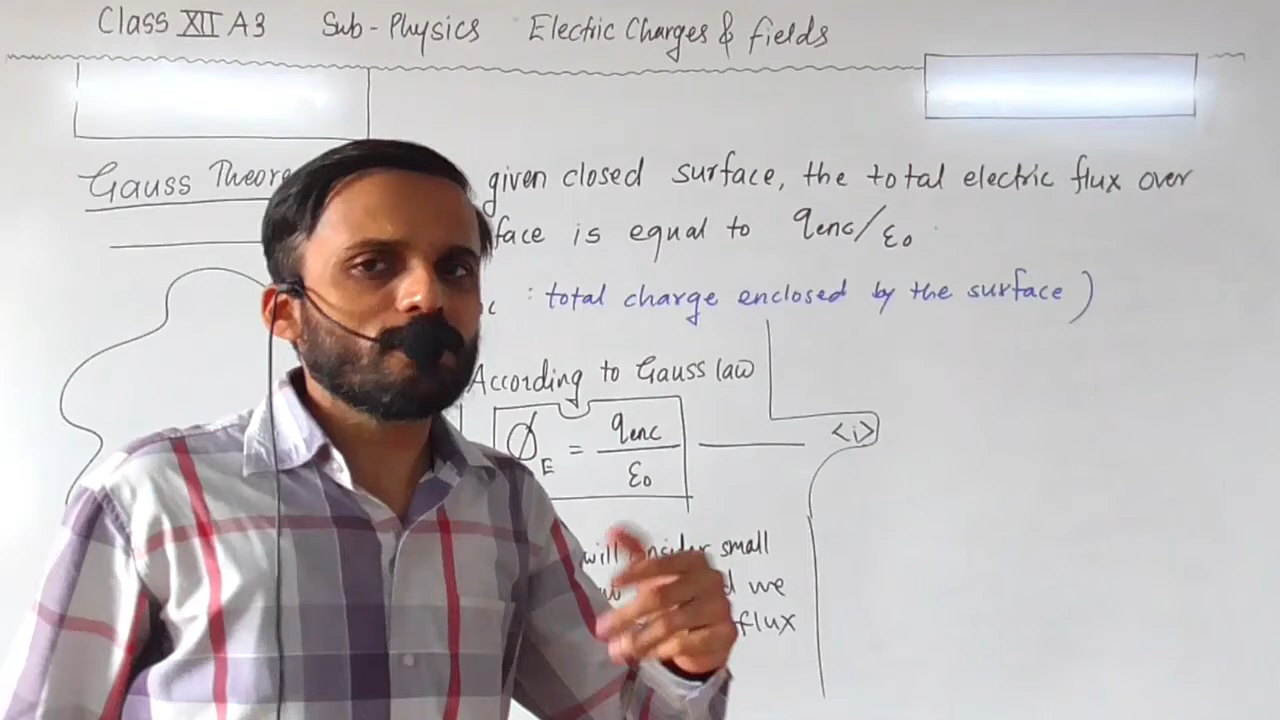 Class XII A3 Sub - Physics Electric Charges & fields
Gauss Theore given closed surface, the total electric flux over
face is equal to qenc/ε0
c : total charge enclosed by the surface)
According to Gauss law
ϕE = qenc/ε0 <i>
will consider small
d we
flux